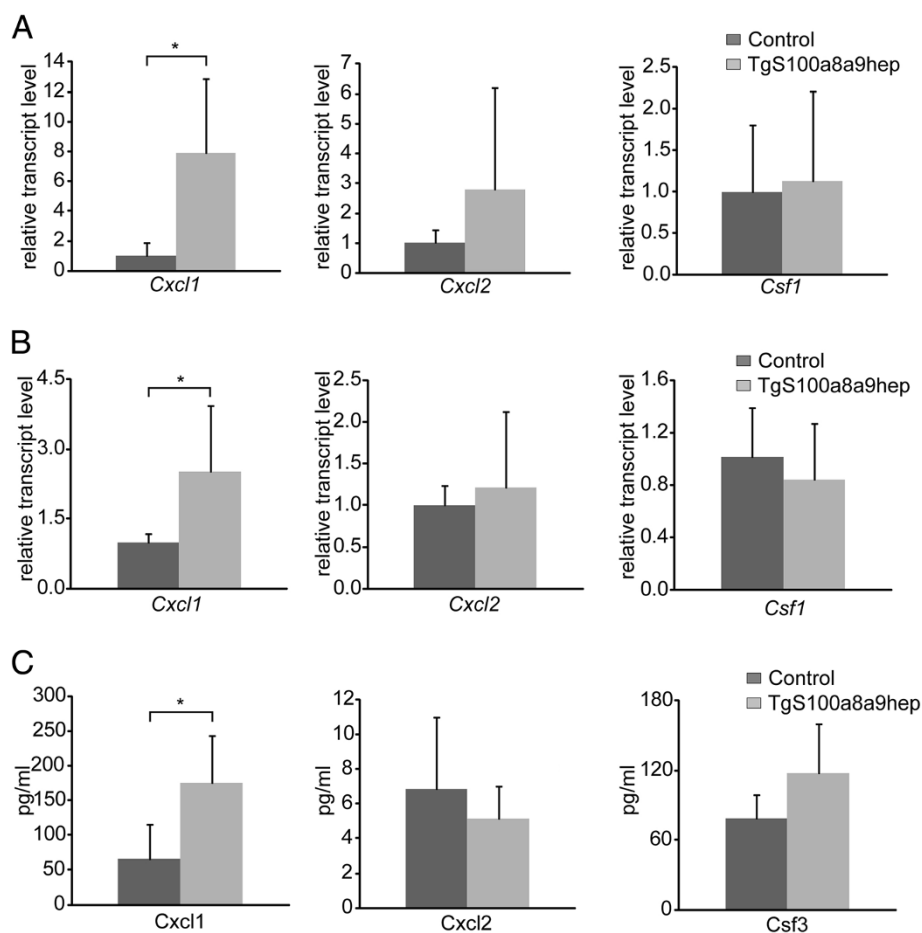 A
Control
TgS100a8a9hep
relative transcript level
14
12
10
8
6
4
2
0
*
Cxcl1
relative transcript level
7
6
5
4
3
2
1
0
Cxcl2
relative transcript level
2.5
2.0
1.5
1.0
0.5
0.0
Csf1
B
Control
TgS100a8a9hep
relative transcript level
4.5
3.0
1.5
0.0
*
Cxcl1
relative transcript level
2.5
2.0
1.5
1.0
0.5
0.0
Cxcl2
relative transcript level
1.6
1.2
0.8
0.4
0.0
Csf1
C
Control
TgS100a8a9hep
pg/ml
300
250
200
150
100
50
0
*
Cxcl1
pg/ml
12
10
8
6
4
2
0
Cxcl2
pg/ml
180
120
60
0
Csf3